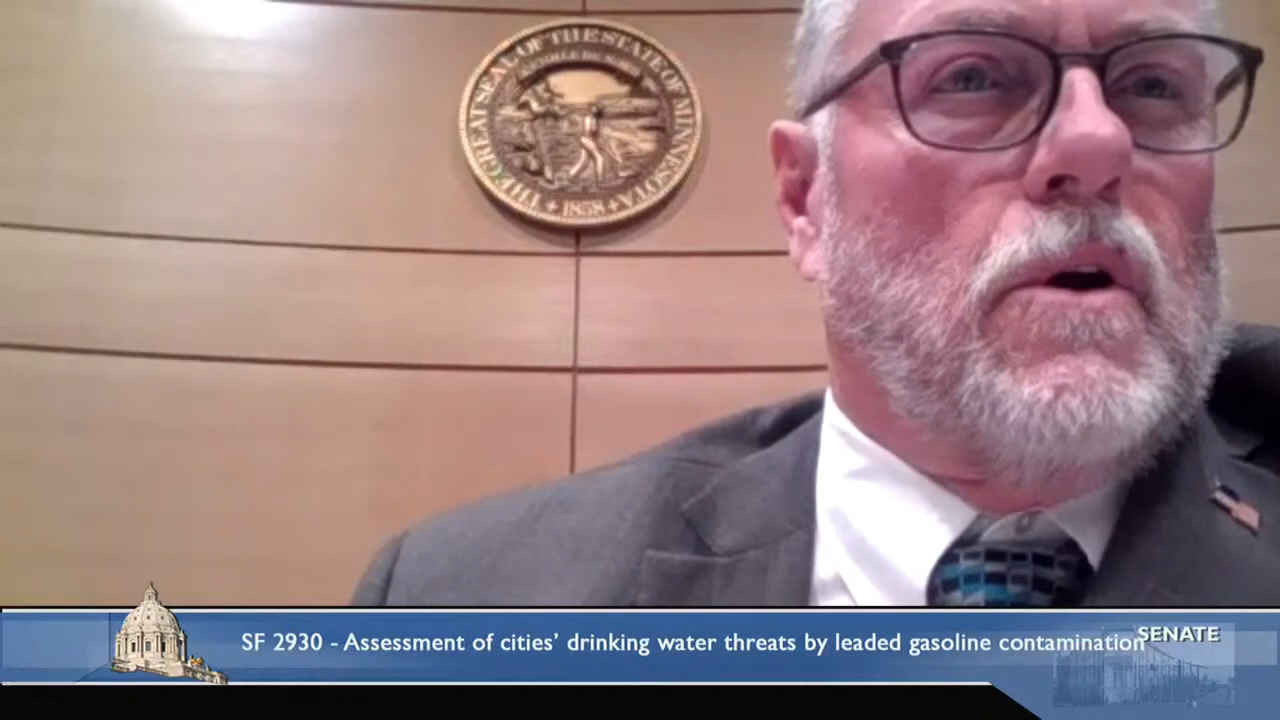 THE GREAT SEAL OF THE STATE OF MINNESOTA
1858
SF 2930 - Assessment of cities’ drinking water threats by leaded gasoline contamination
SENATE